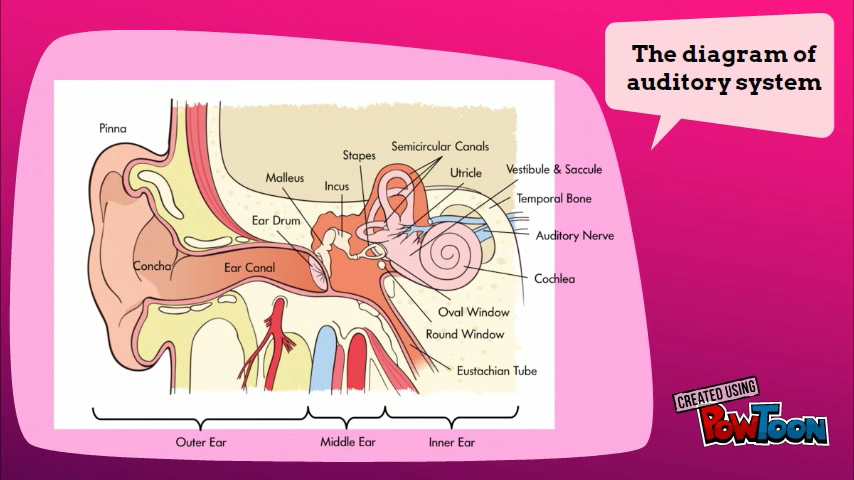 The diagram of
auditory system
Pinna
Semicircular Canals
Stapes
Utricle
Vestibule & Saccule
Malleus
Incus
Temporal Bone
Ear Drum
Auditory Nerve
Concha
Ear Canal
Cochlea
Oval Window
Round Window
Eustachian Tube
Outer Ear
Middle Ear
Inner Ear
CREATED USING
POWTOON